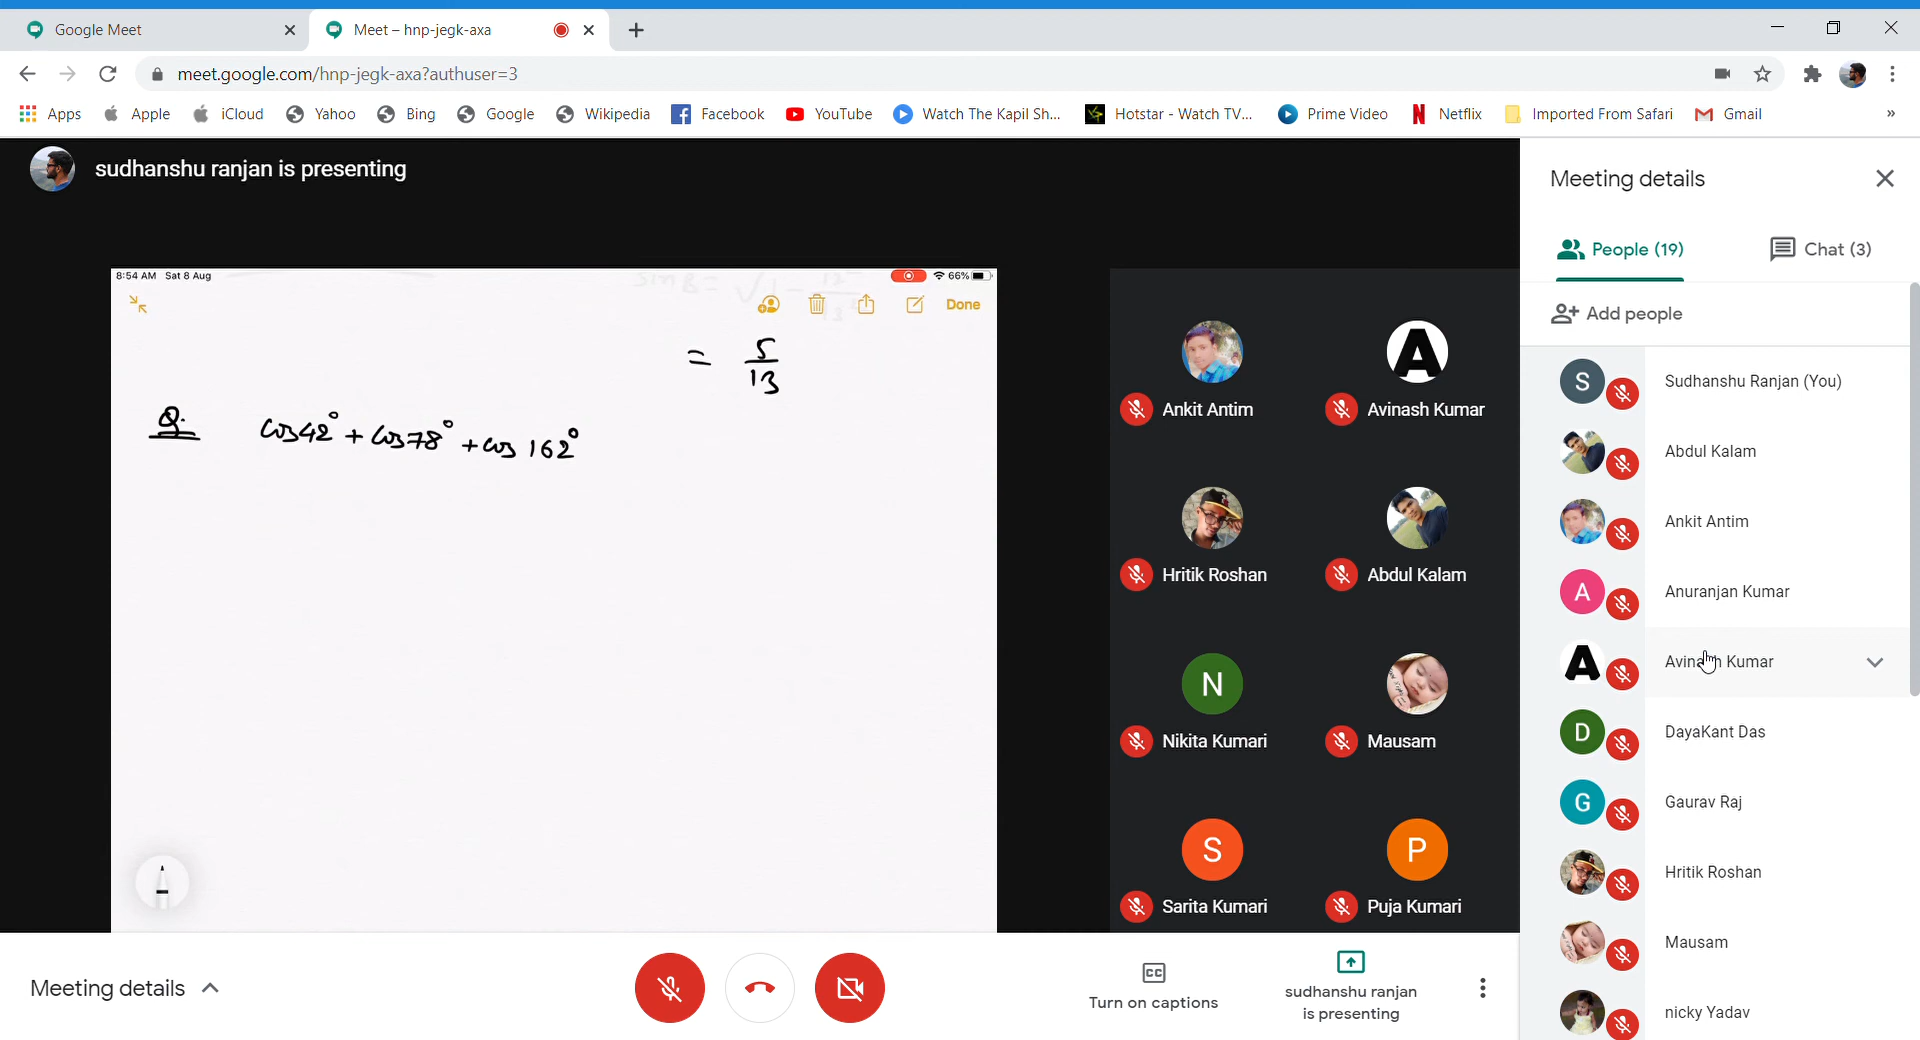 Google Meet
Meet – hnp-jegk-axa
meet.google.com/hnp-jegk-axa?authuser=3
Apps Apple iCloud Yahoo Bing Google Wikipedia Facebook YouTube Watch The Kapil Sh... Hotstar - Watch TV... Prime Video Netflix Imported From Safari Gmail »
sudhanshu ranjan is presenting
8:54 AM Sat 8 Aug 66%
Done
= 5/13
Q. cos42° + cos78° + cos 162°
Ankit Antim
A
Avinash Kumar
Hritik Roshan
Abdul Kalam
N
Nikita Kumari
Mausam
S
Sarita Kumari
P
Puja Kumari
Meeting details
People (19)
Chat (3)
Add people
S Sudhanshu Ranjan (You)
Abdul Kalam
Ankit Antim
A Anuranjan Kumar
A Avinash Kumar
D DayaKant Das
G Gaurav Raj
Hritik Roshan
Mausam
nicky Yadav
Meeting details
CC
Turn on captions
sudhanshu ranjan
is presenting